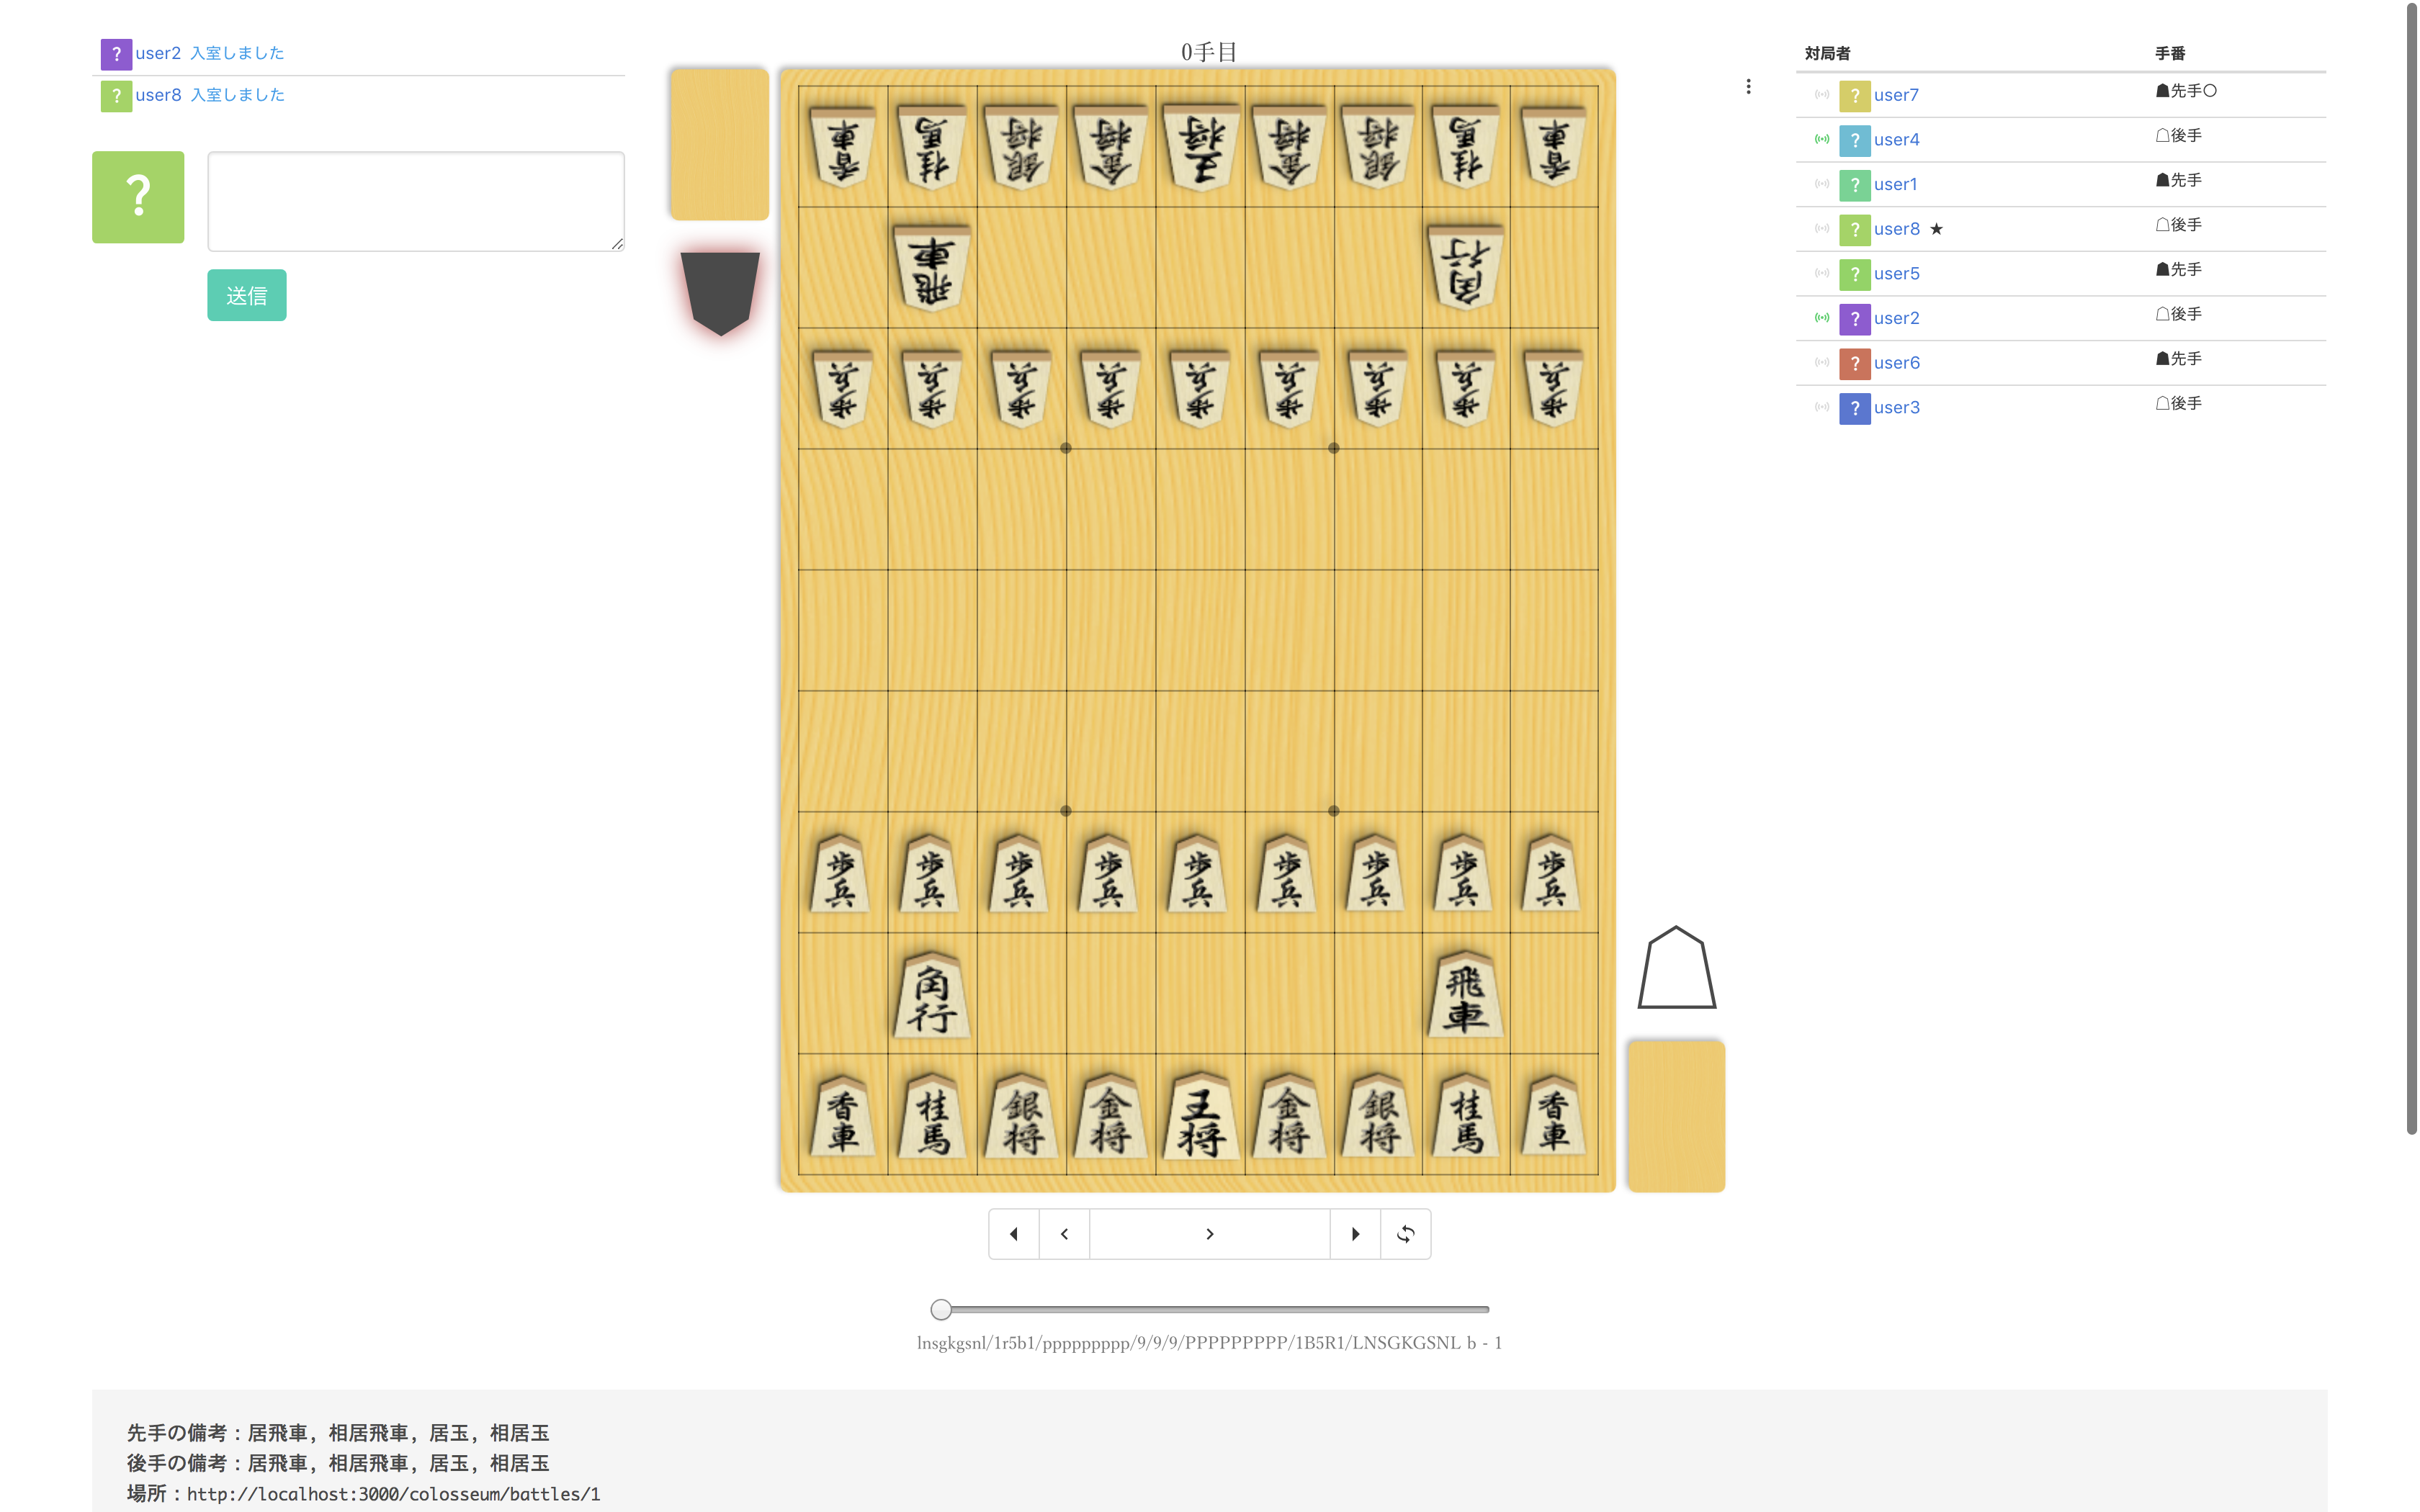 ? user2 入室しました
? user8 入室しました
?
送信
0手目
香車 桂馬 銀将 金将 王将 金将 銀将 桂馬 香車
飛車 角行
歩兵 歩兵 歩兵 歩兵 歩兵 歩兵 歩兵 歩兵 歩兵
歩兵 歩兵 歩兵 歩兵 歩兵 歩兵 歩兵 歩兵 歩兵
角行 飛車
香車 桂馬 銀将 金将 王将 金将 銀将 桂馬 香車
lnsgkgsnl/1r5b1/ppppppppp/9/9/9/PPPPPPPPP/1B5R1/LNSGKGSNL b - 1
対局者 手番
? user7 ☗先手○
? user4 ☖後手
? user1 ☗先手
? user8 ★ ☖後手
? user5 ☗先手
? user2 ☖後手
? user6 ☗先手
? user3 ☖後手
先手の備考：居飛車, 相居飛車, 居玉, 相居玉
後手の備考：居飛車, 相居飛車, 居玉, 相居玉
場所：http://localhost:3000/colosseum/battles/1